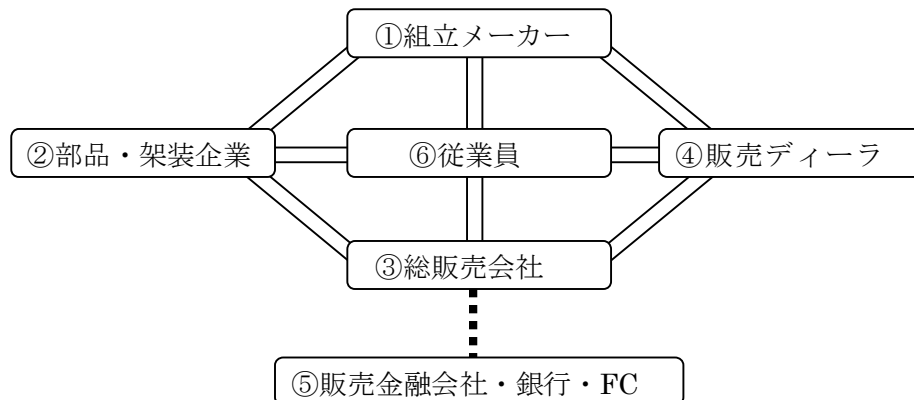 ①組立メーカー
②部品・架装企業
⑥従業員
④販売ディーラ
③総販売会社
⑤販売金融会社・銀行・FC